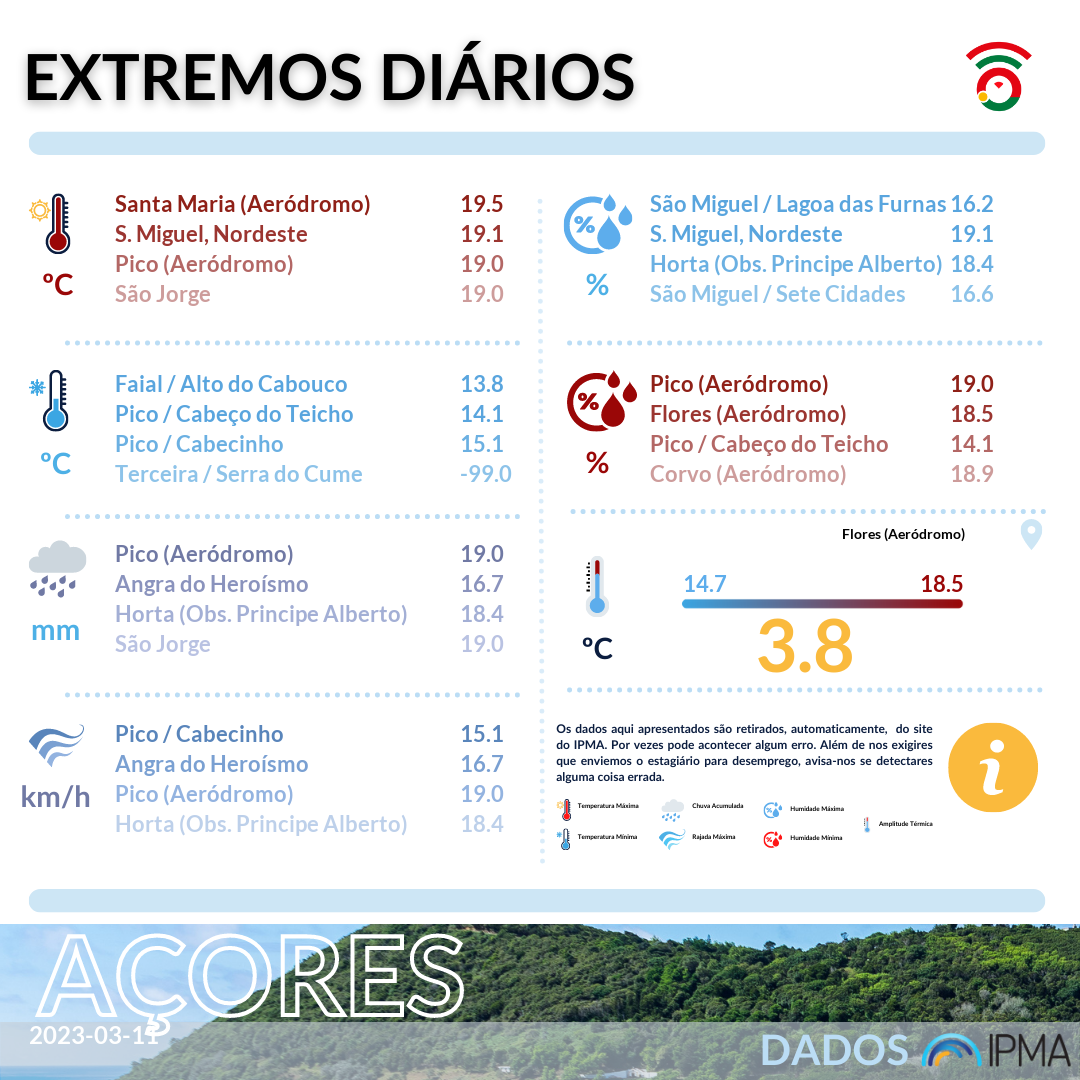 EXTREMOS DIÁRIOS
Santa Maria (Aeródromo) 19.5
S. Miguel, Nordeste 19.1
Pico (Aeródromo) 19.0
São Jorge 19.0
ºC
São Miguel / Lagoa das Furnas 16.2
S. Miguel, Nordeste 19.1
Horta (Obs. Principe Alberto) 18.4
São Miguel / Sete Cidades 16.6
%
%
Faial / Alto do Cabouco 13.8
Pico / Cabeço do Teicho 14.1
Pico / Cabecinho 15.1
Terceira / Serra do Cume -99.0
ºC
Pico (Aeródromo) 19.0
Flores (Aeródromo) 18.5
Pico / Cabeço do Teicho 14.1
Corvo (Aeródromo) 18.9
%
%
Pico (Aeródromo) 19.0
Angra do Heroísmo 16.7
Horta (Obs. Principe Alberto) 18.4
São Jorge 19.0
mm
Flores (Aeródromo)
14.7 18.5
3.8
ºC
Pico / Cabecinho 15.1
Angra do Heroísmo 16.7
Pico (Aeródromo) 19.0
Horta (Obs. Principe Alberto) 18.4
km/h
Os dados aqui apresentados são retirados, automaticamente, do site
do IPMA. Por vezes pode acontecer algum erro. Além de nos exigires
que enviemos o estagiário para desemprego, avisa-nos se detectares
alguma coisa errada.
i
Temperatura Máxima Chuva Acumulada Humidade Máxima
Amplitude Térmica
Temperatura Mínima Rajada Máxima Humidade Mínima
AÇORES
2023-03-11
DADOS IPMA